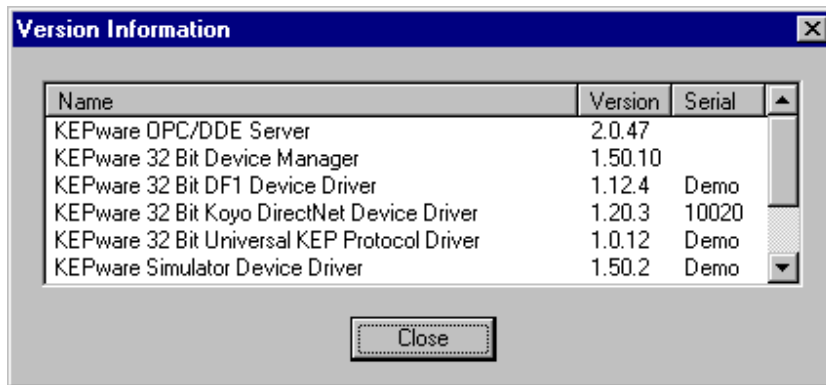 Version Information
Name Version Serial
KEPware OPC/DDE Server 2.0.47
KEPware 32 Bit Device Manager 1.50.10
KEPware 32 Bit DF1 Device Driver 1.12.4 Demo
KEPware 32 Bit Koyo DirectNet Device Driver 1.20.3 10020
KEPware 32 Bit Universal KEP Protocol Driver 1.0.12 Demo
KEPware Simulator Device Driver 1.50.2 Demo
Close